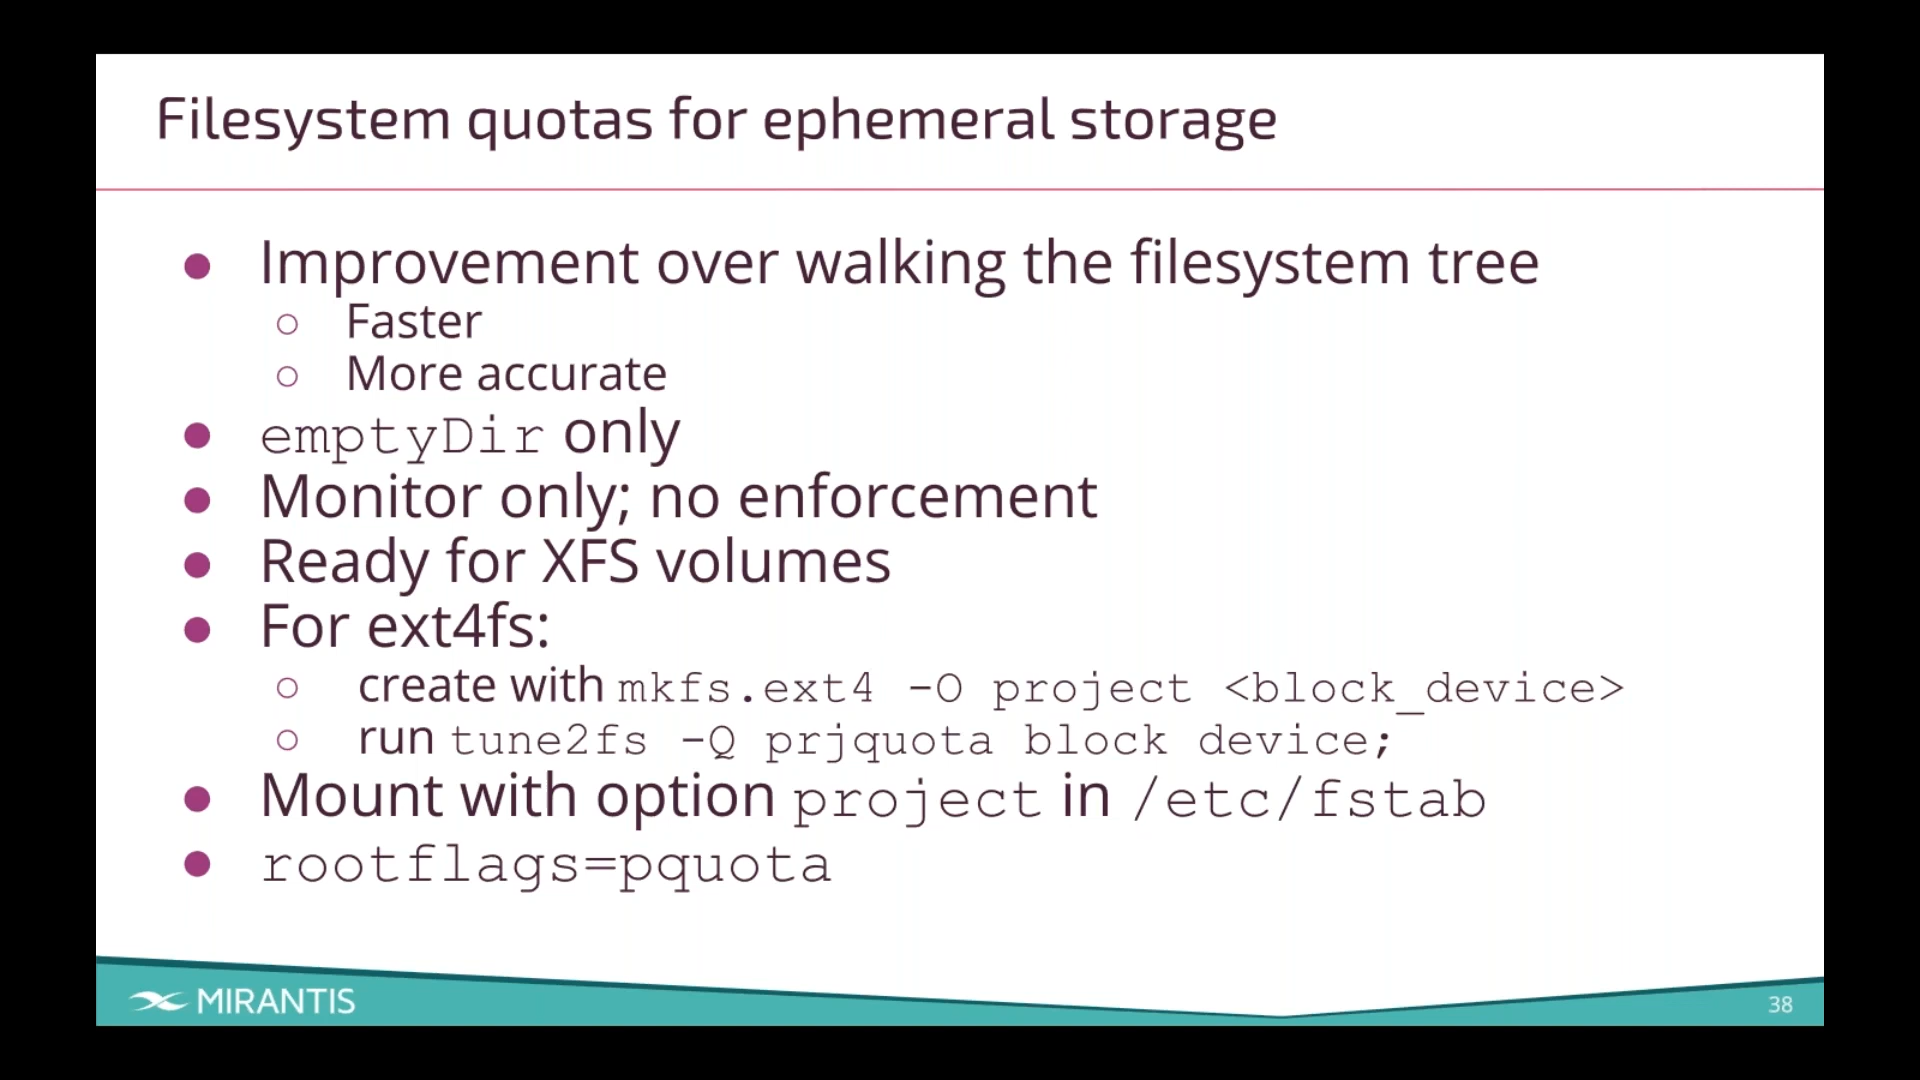 Filesystem quotas for ephemeral storage
● Improvement over walking the filesystem tree
○ Faster
○ More accurate
● emptyDir only
● Monitor only; no enforcement
● Ready for XFS volumes
● For ext4fs:
○ create with mkfs.ext4 -O project <block_device>
○ run tune2fs -Q prjquota block device;
● Mount with option project in /etc/fstab
● rootflags=pquota
MIRANTIS
38